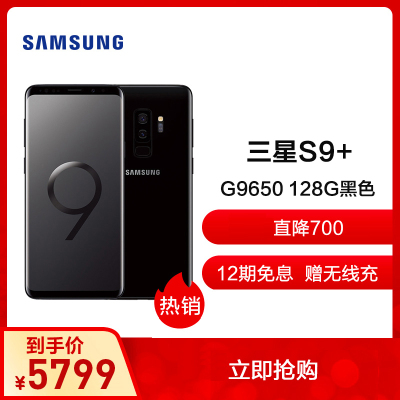 SAMSUNG
三星S9+
G9650 128G黑色
9
SAMSUNG
直降700
12期免息 赠无线充
热销
到手价
¥5799
立即抢购